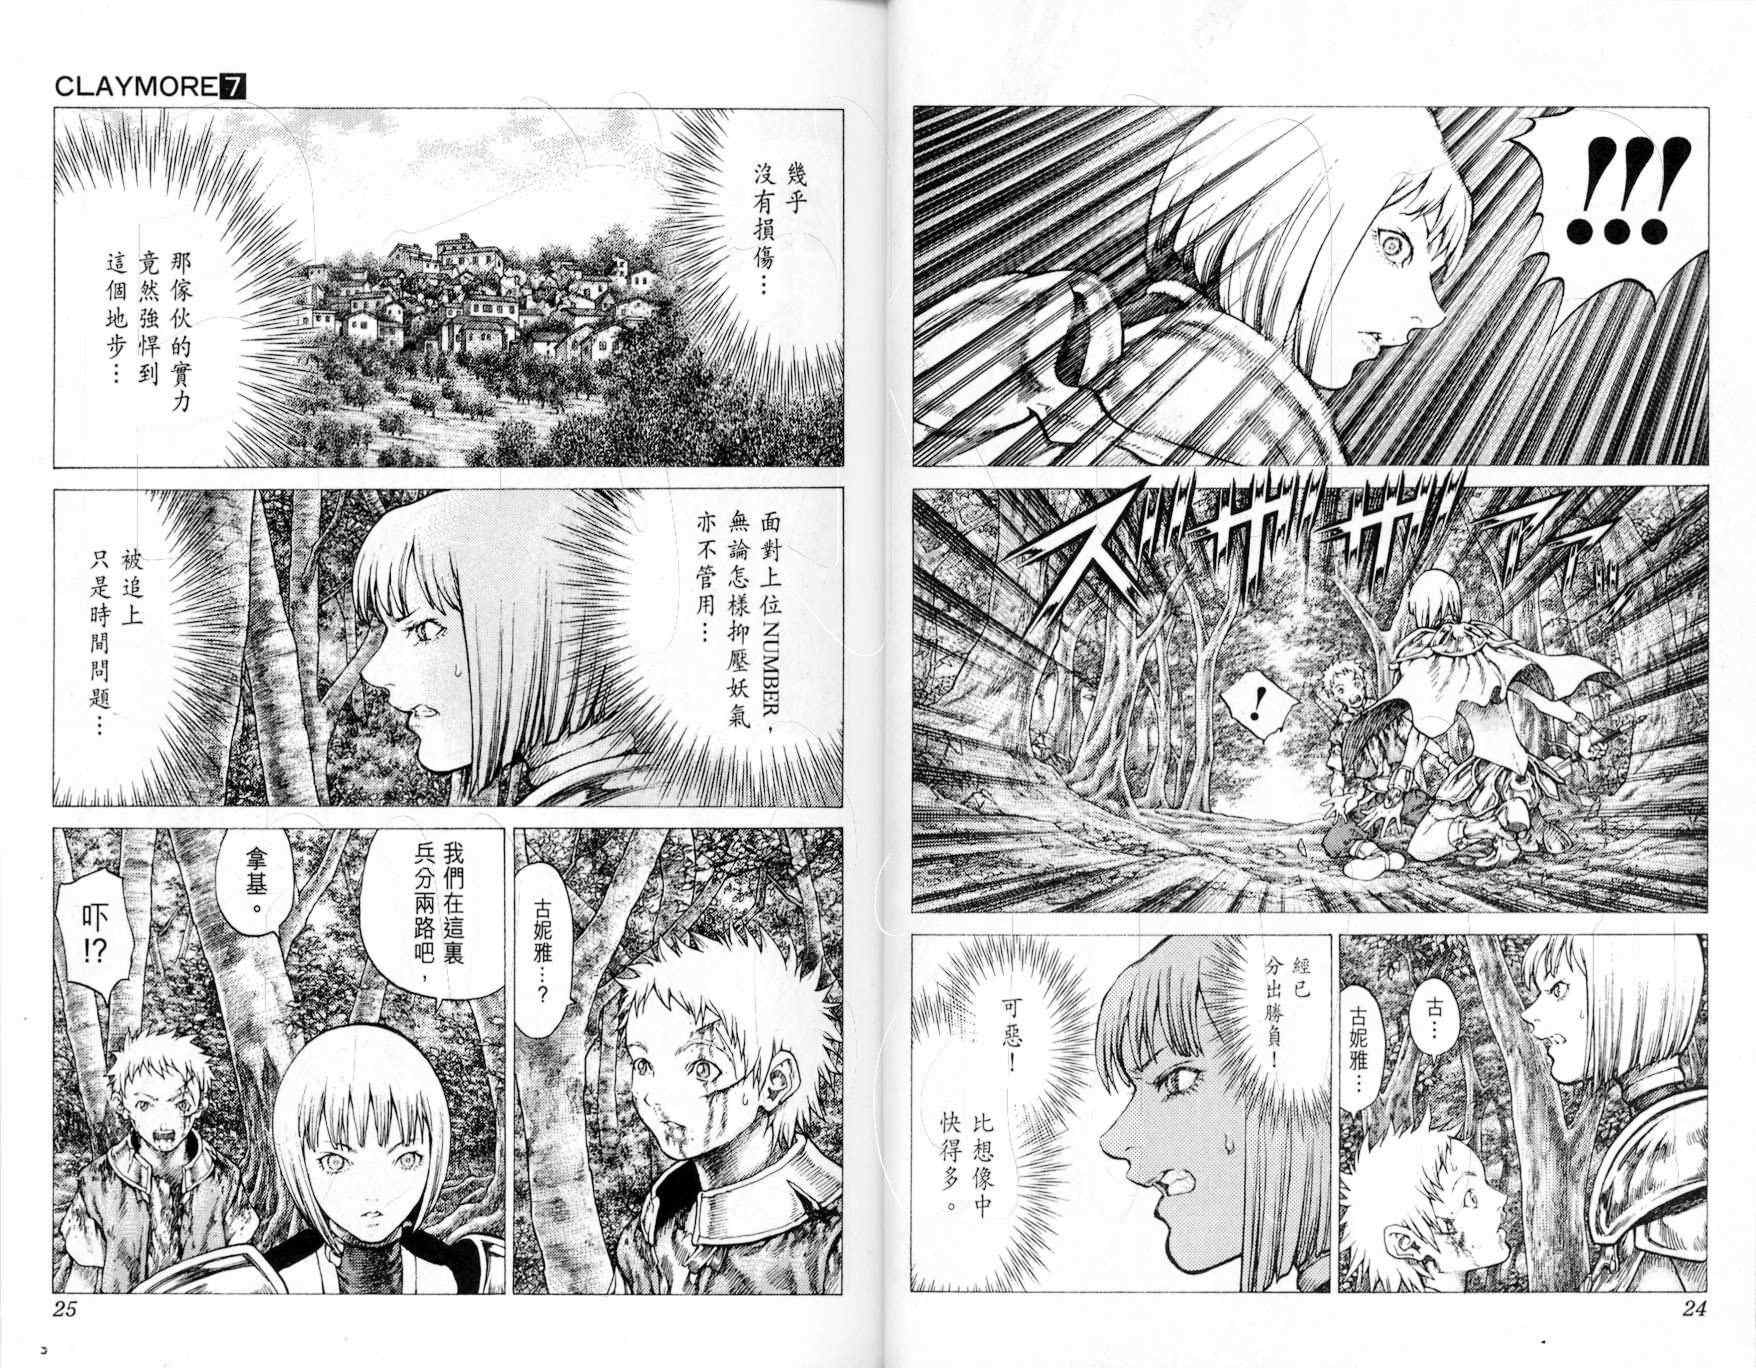 !!!
ズザザザザ
!
古…
古妮雅…
經已
分出勝負!
可惡!
比想像中
快得多。
24
CLAYMORE 7
幾乎
沒有損傷…
那傢伙的實力
竟然強悍到
這個地步…
面對上位NUMBER,
無論怎樣抑壓妖氣
亦不管用…
被追上
只是時間問題…
古妮雅…?
我們在這裏
兵分兩路吧,
拿基。
吓!?
25